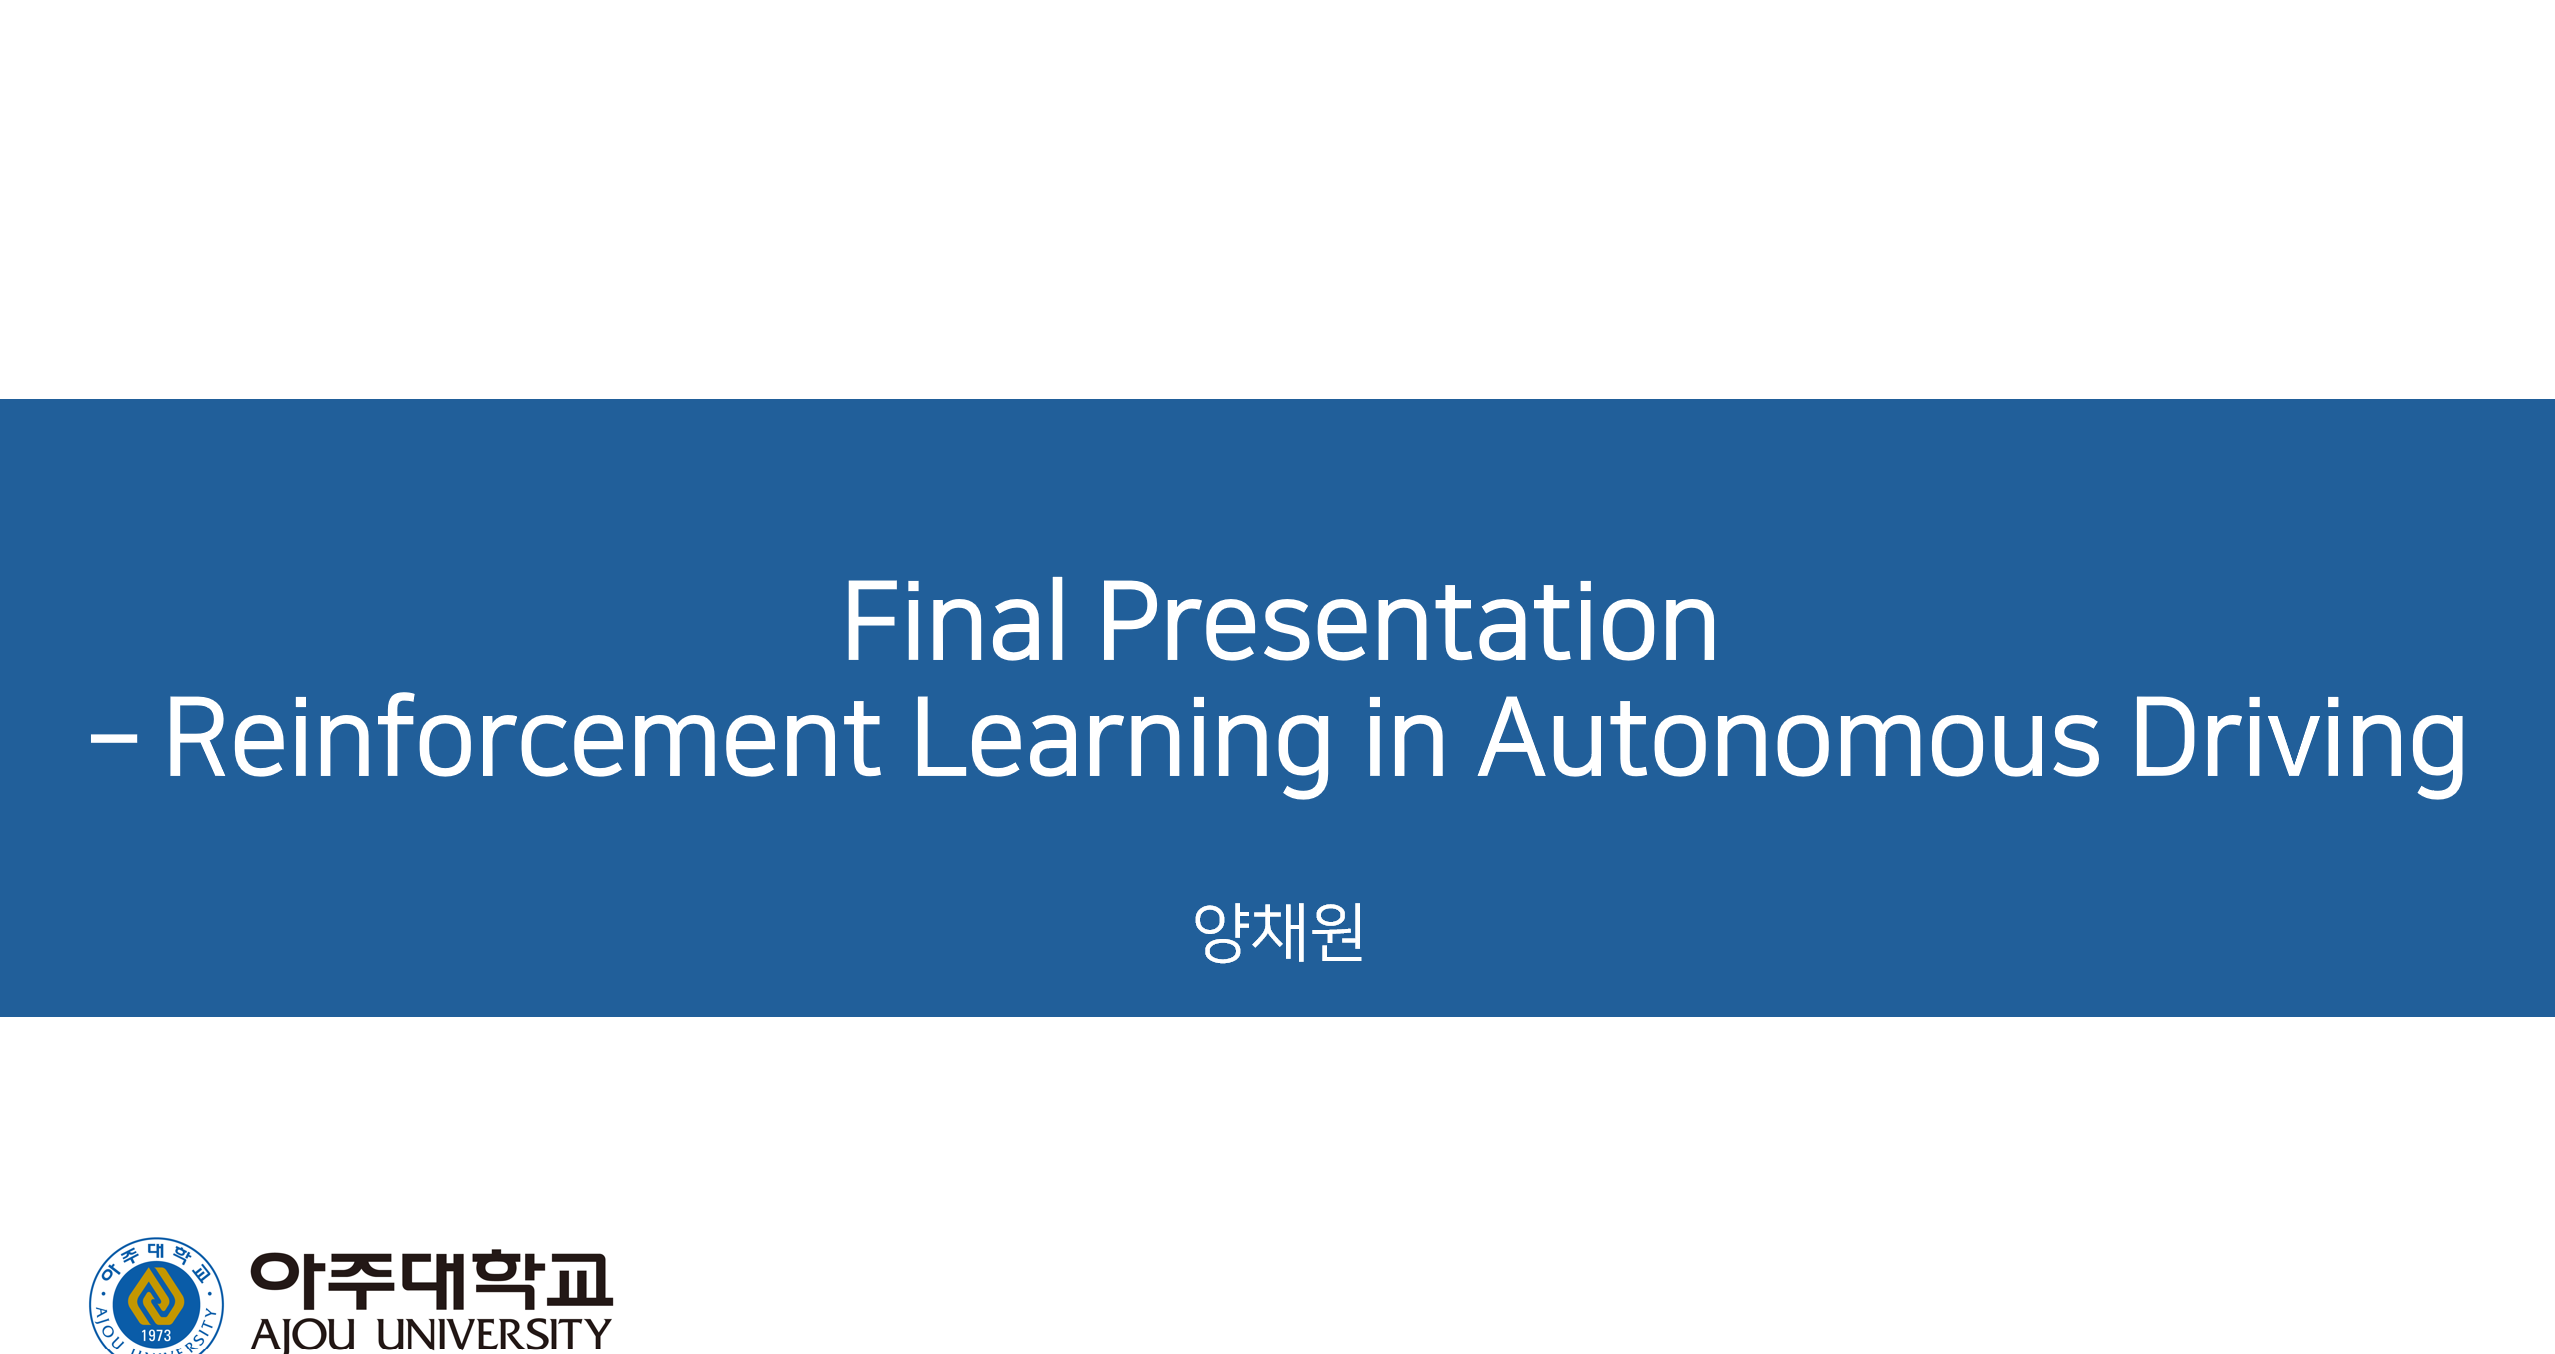 Final Presentation
– Reinforcement Learning in Autonomous Driving
양채원
아주대학교
AJOU UNIVERSITY
1973
아주대학교
AJOU UNIVERSITY